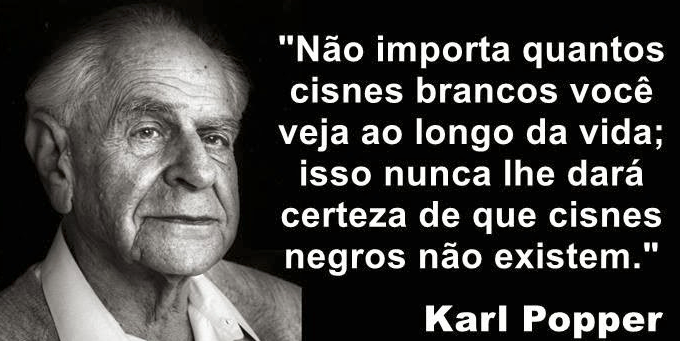 "Não importa quantos
cisnes brancos você
veja ao longo da vida;
isso nunca lhe dará
certeza de que cisnes
negros não existem."
Karl Popper